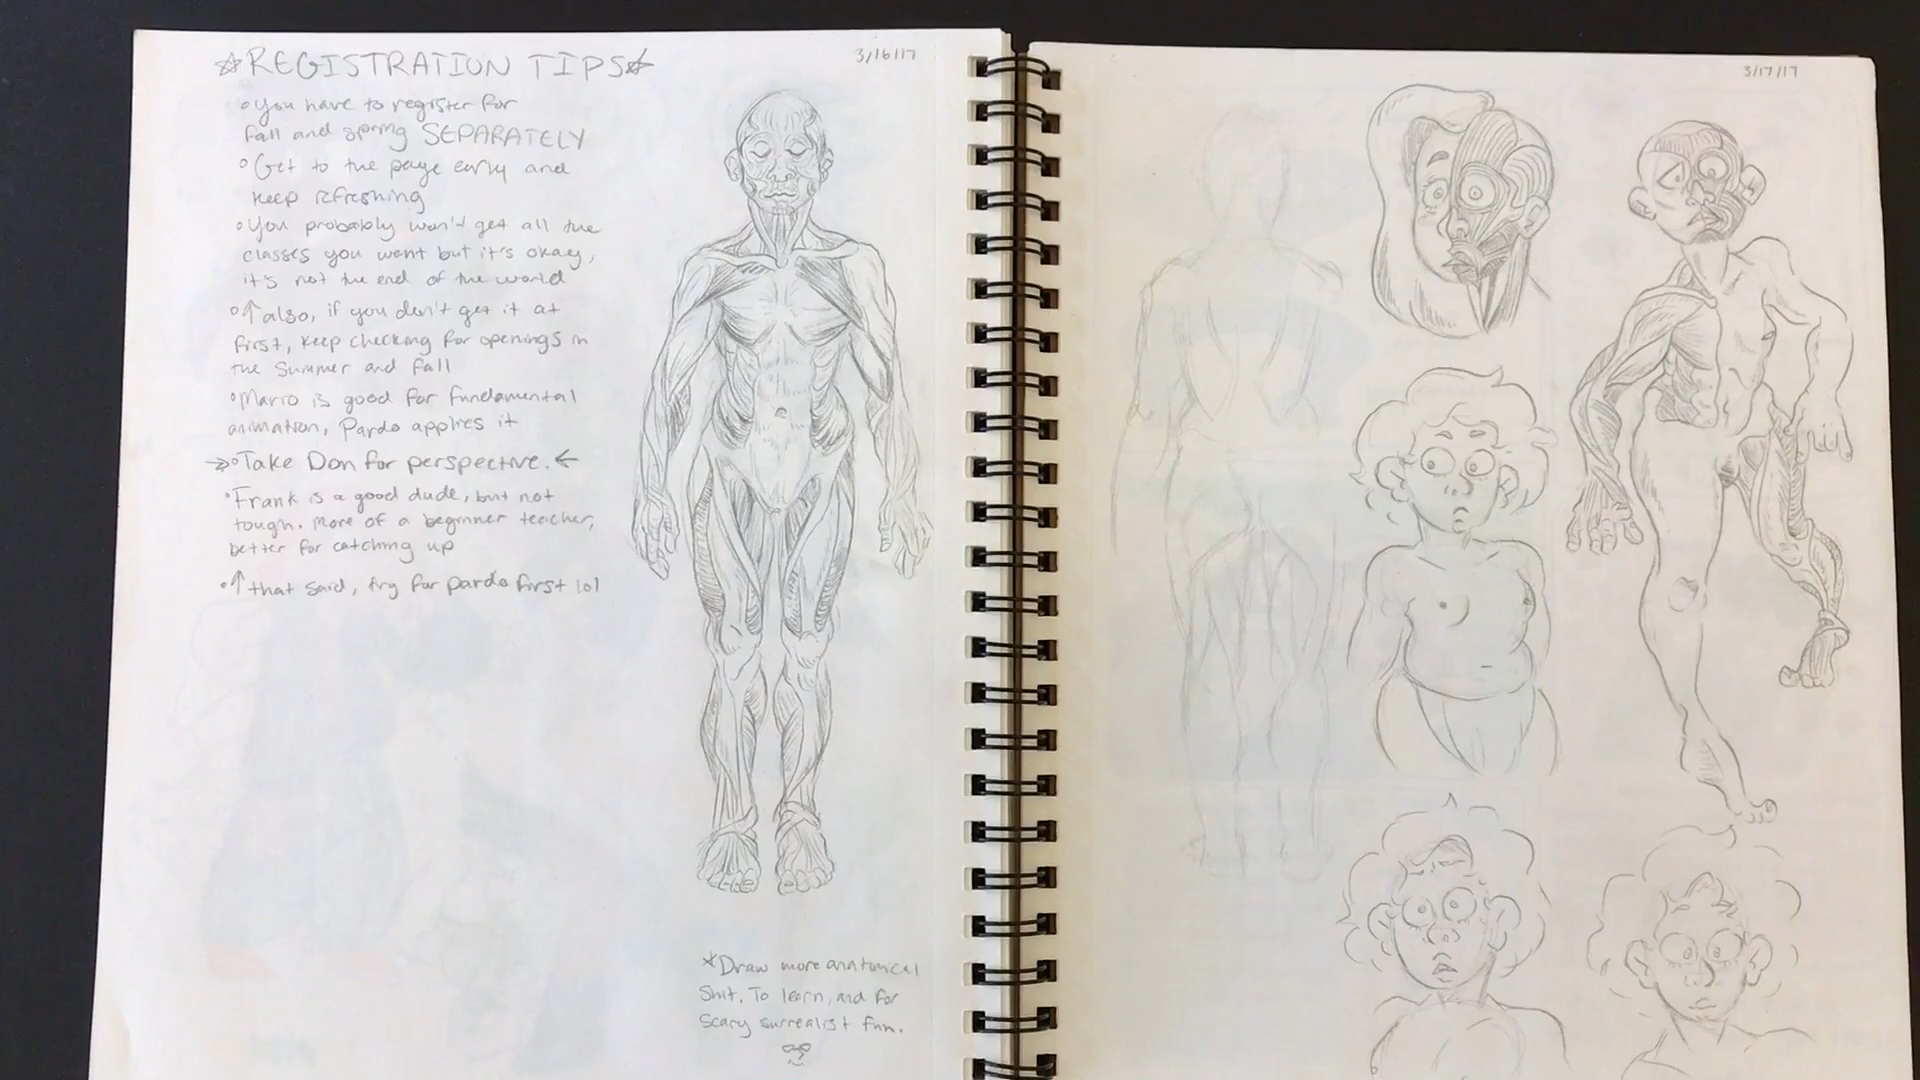 ☆REGISTRATION TIPS☆
3/16/17
°You have to register for
fall and spring SEPARATELY
°Get to the page early and
keep refreshing
°You probably won't get all the
classes you want but it's okay,
it's not the end of the world
°↑also, if you don't get it at
first, keep checking for openings in
the summer and fall
°Marro is good for fundamental
animation, Pardo applies it
→°Take Don for perspective.←
°Frank is a good dude, but not
tough. More of a beginner teacher,
better for catching up
°↑that said, try for pardo first lol
*Draw more anatomical
shit. To learn, and for
scary surrealist fun.
3/17/17